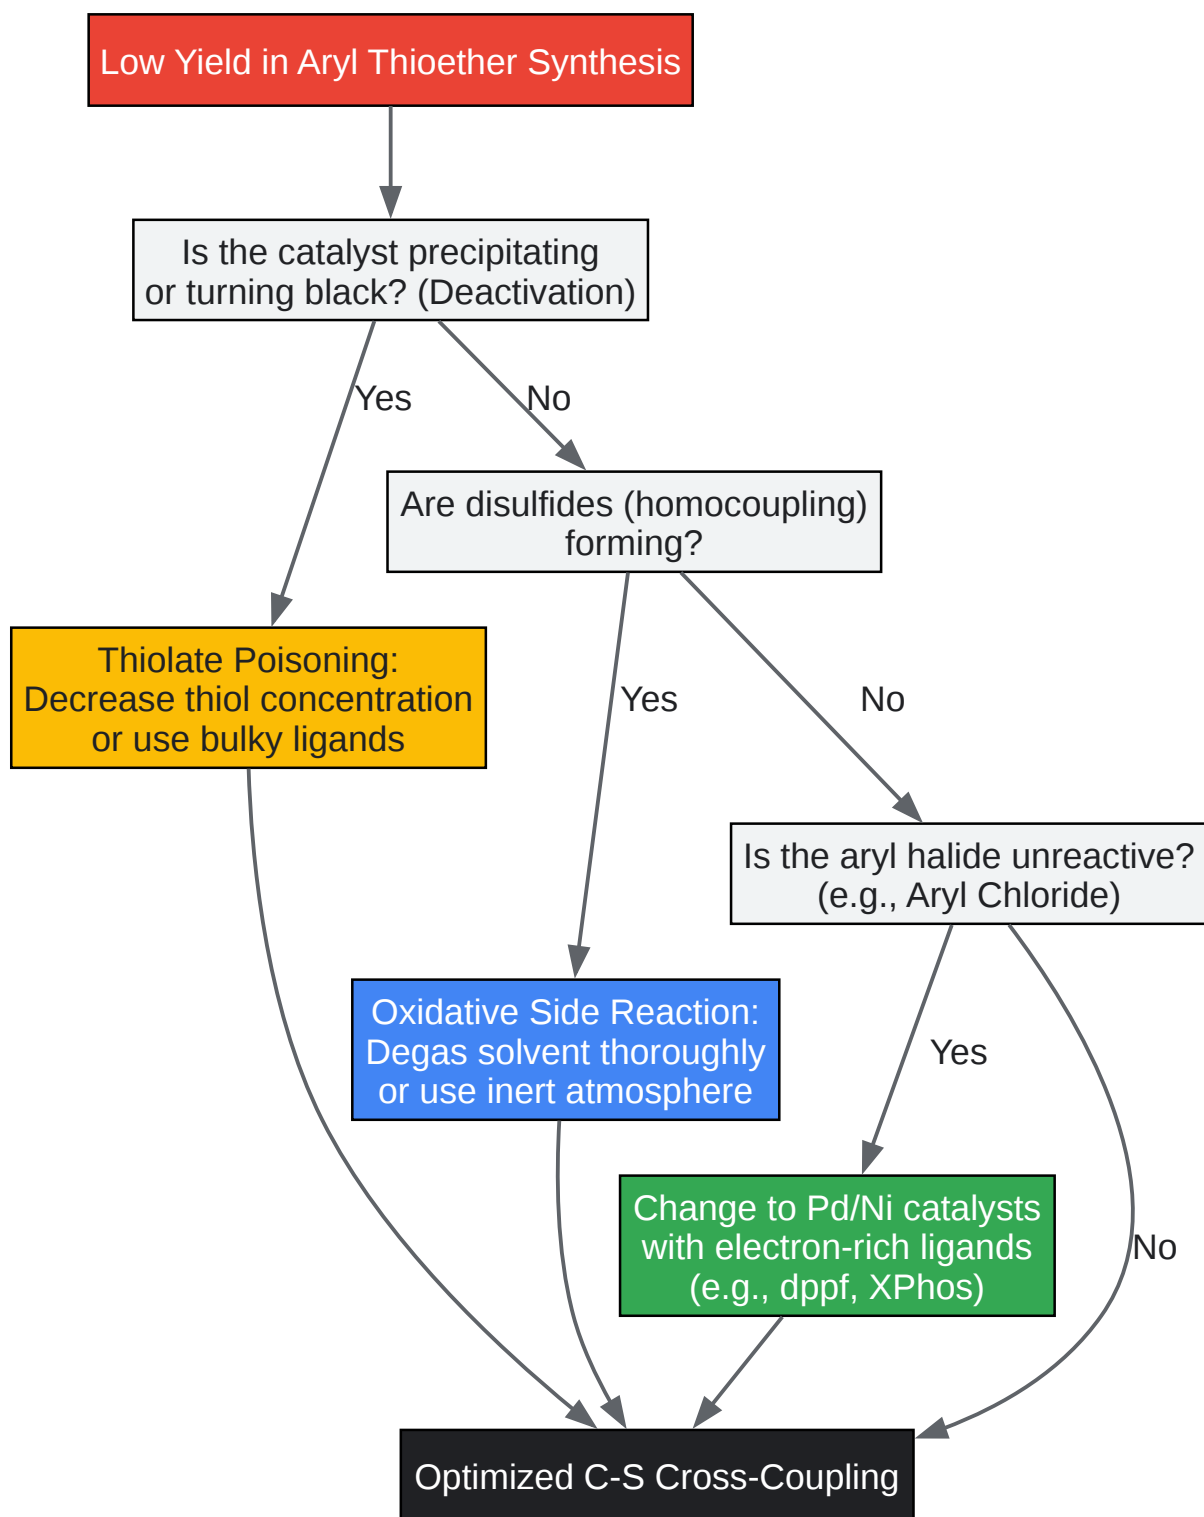 Low Yield in Aryl Thioether Synthesis
Is the catalyst precipitating
or turning black? (Deactivation)
Yes
No
Are disulfides (homocoupling)
forming?
Thiolate Poisoning:
Decrease thiol concentration
or use bulky ligands
Yes
No
Is the aryl halide unreactive?
(e.g., Aryl Chloride)
Oxidative Side Reaction:
Degas solvent thoroughly
or use inert atmosphere
Yes
Change to Pd/Ni catalysts
with electron-rich ligands
(e.g., dppf, XPhos)
No
Optimized C-S Cross-Coupling